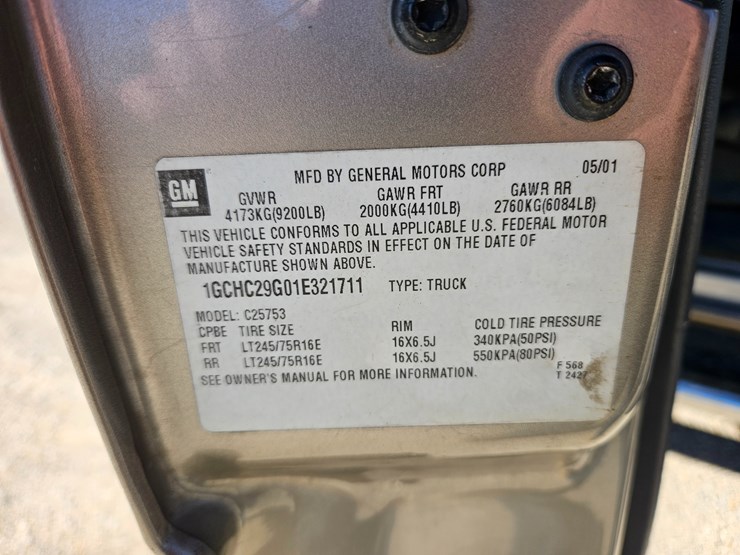 GM
MFD BY GENERAL MOTORS CORP 05/01
GVWR GAWR FRT GAWR RR
4173KG(9200LB) 2000KG(4410LB) 2760KG(6084LB)
THIS VEHICLE CONFORMS TO ALL APPLICABLE U.S. FEDERAL MOTOR
VEHICLE SAFETY STANDARDS IN EFFECT ON THE DATE OF
MANUFACTURE SHOWN ABOVE.
1GCHC29G01E321711 TYPE: TRUCK
MODEL: C25753
CPBE TIRE SIZE RIM COLD TIRE PRESSURE
FRT LT245/75R16E 16X6.5J 340KPA(50PSI)
RR LT245/75R16E 16X6.5J 550KPA(80PSI)
SEE OWNER'S MANUAL FOR MORE INFORMATION.
F 568
T 2427